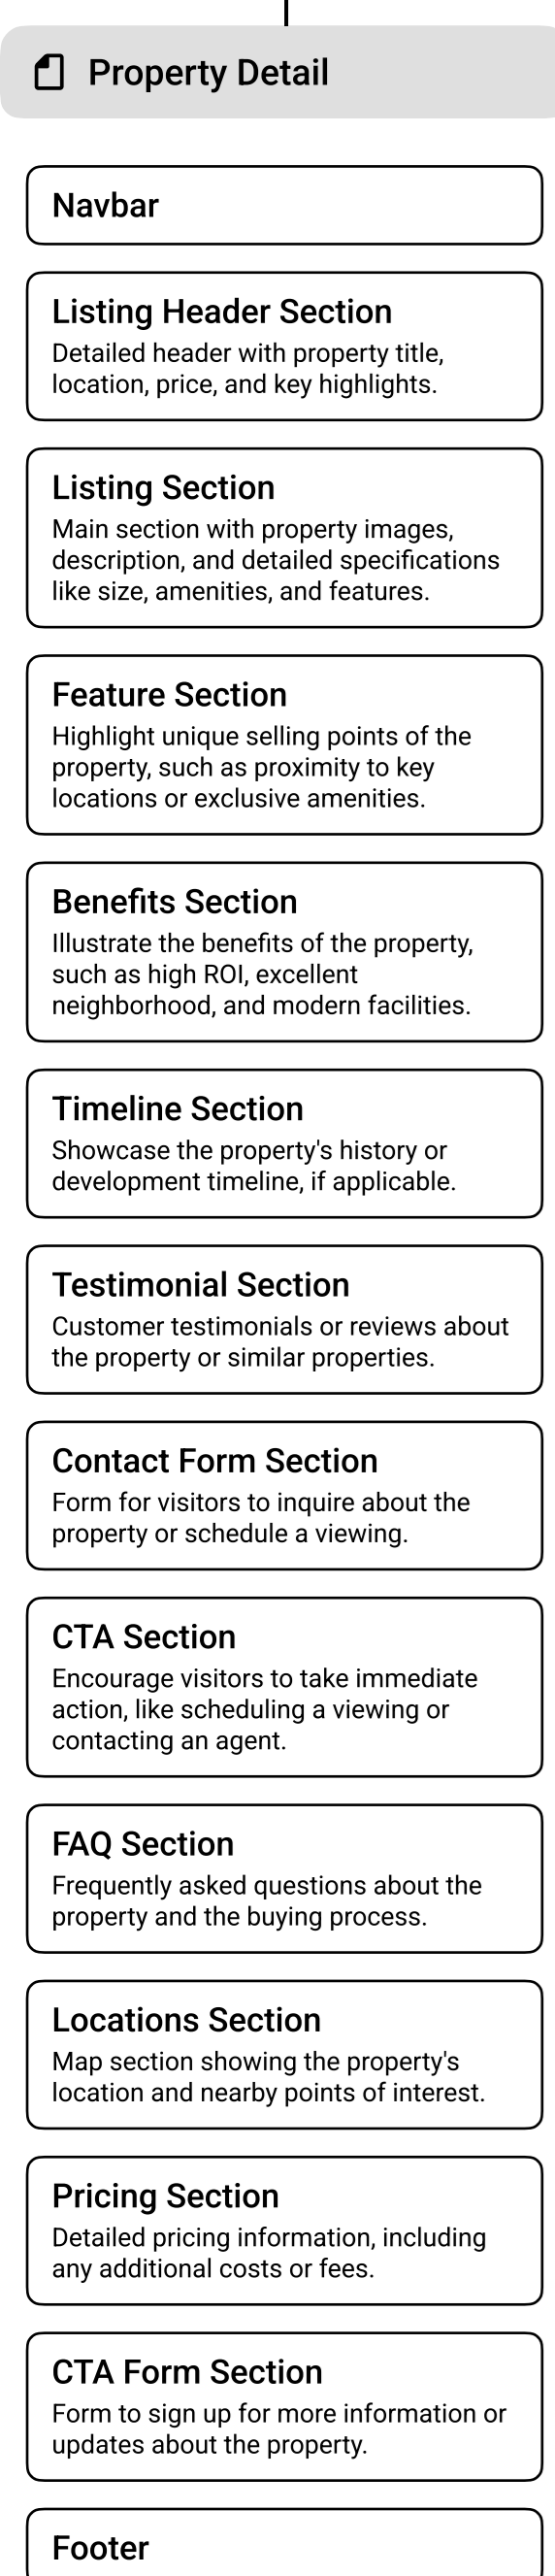 Property Detail
Navbar
Listing Header Section
Detailed header with property title,
location, price, and key highlights.
Listing Section
Main section with property images,
description, and detailed specifications
like size, amenities, and features.
Feature Section
Highlight unique selling points of the
property, such as proximity to key
locations or exclusive amenities.
Benefits Section
Illustrate the benefits of the property,
such as high ROI, excellent
neighborhood, and modern facilities.
Timeline Section
Showcase the property's history or
development timeline, if applicable.
Testimonial Section
Customer testimonials or reviews about
the property or similar properties.
Contact Form Section
Form for visitors to inquire about the
property or schedule a viewing.
CTA Section
Encourage visitors to take immediate
action, like scheduling a viewing or
contacting an agent.
FAQ Section
Frequently asked questions about the
property and the buying process.
Locations Section
Map section showing the property's
location and nearby points of interest.
Pricing Section
Detailed pricing information, including
any additional costs or fees.
CTA Form Section
Form to sign up for more information or
updates about the property.
Footer